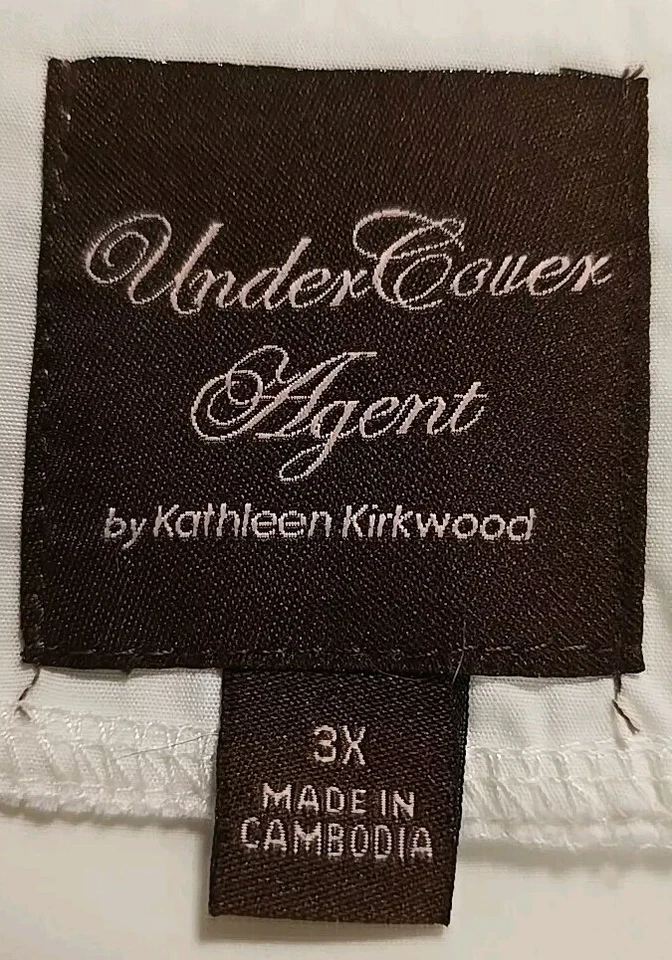 UnderCover
Agent
by Kathleen Kirkwood
3X
MADE IN
CAMBODIA